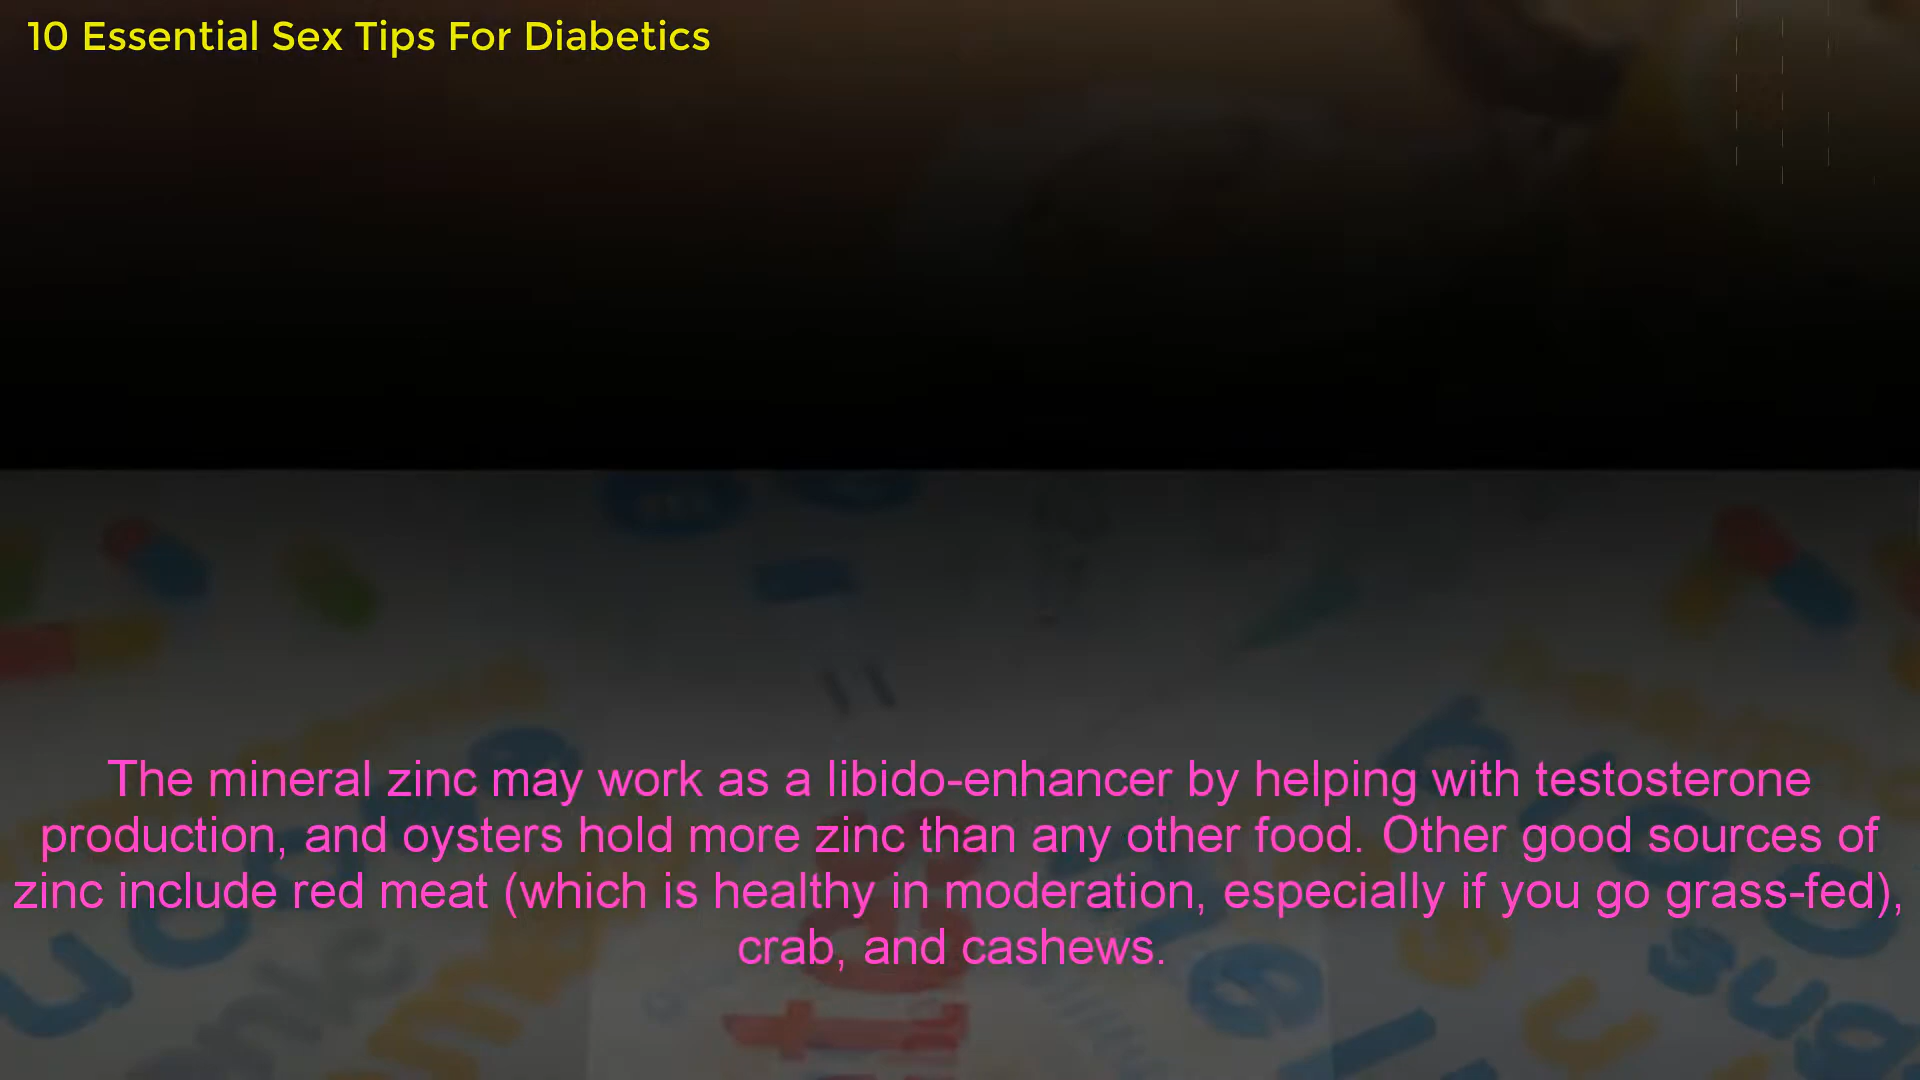 10 Essential Sex Tips For Diabetics
The mineral zinc may work as a libido-enhancer by helping with testosterone
production, and oysters hold more zinc than any other food. Other good sources of
zinc include red meat (which is healthy in moderation, especially if you go grass-fed),
crab, and cashews.